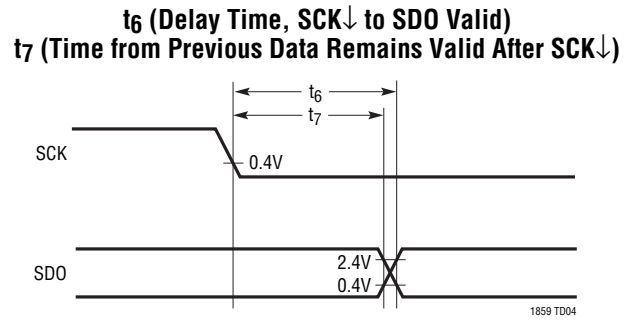 t6 (Delay Time, SCK↓ to SDO Valid)
t7 (Time from Previous Data Remains Valid After SCK↓)
t6
t7
SCK
0.4V
SDO
2.4V
0.4V
1859 TD04